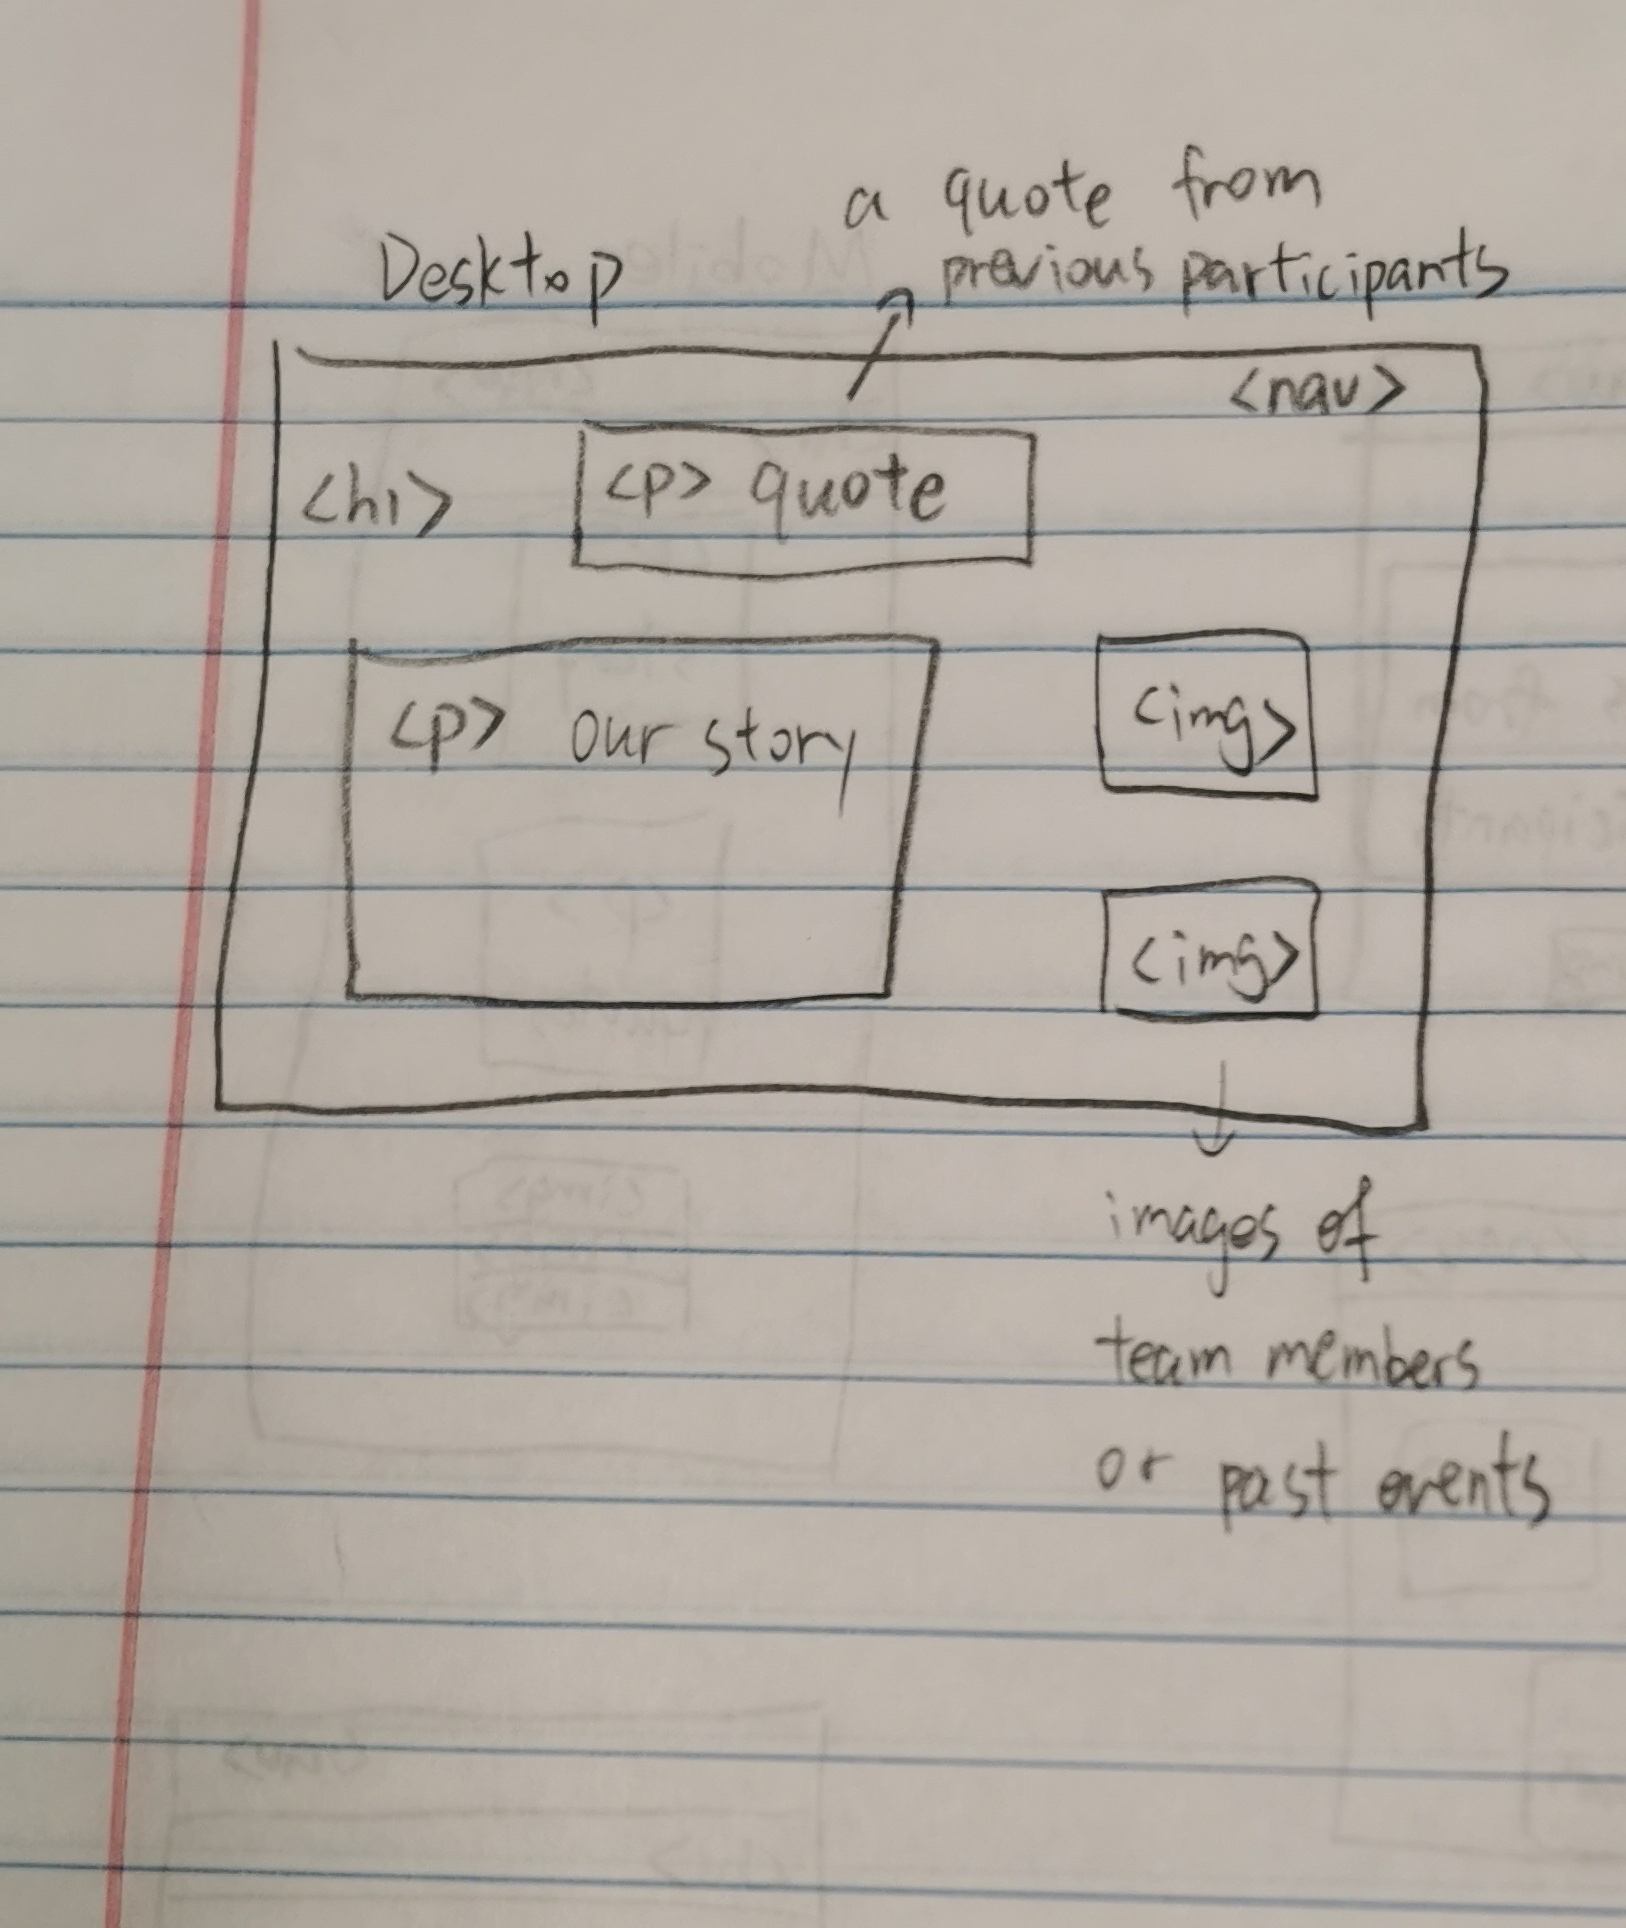 a quote from
previous participants
Desktop
<nav>
<h1>
<p> quote
<p> our story
<img>
<img>
images of
team members
or past events